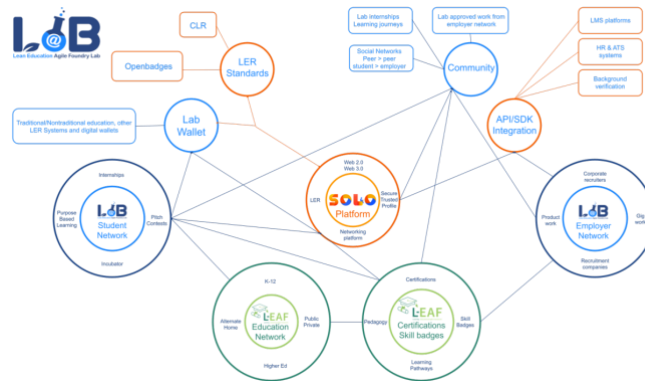 L@B
Lean Education Agile Foundry Lab
CLR
Openbadges
LER
Standards
Lab Internships
Learning journeys
Lab approved work from
employer network
Social Networks
Peer > peer
student > employer
Community
LMS platforms
HR & ATS
systems
Background
verification
API/SDK
Integration
Traditional/Nontraditional education, other
LER Systems and digital wallets
Lab
Wallet
Internships
Purpose
Based
Learning
L@B
Student
Network
Pitch
Contests
Incubator
Web 2.0
Web 3.0
LER
SOLO
Platform
Secure
Trusted
Profile
Networking
platform
Corporate
recruiters
Product
work
L@B
Employer
Network
Gig
work
Recruitment
companies
K-12
Alternate
Home
L-EAF
Education
Network
Public
Private
Higher Ed
Certifications
Pedagogy
L-EAF
Certifications
Skill badges
Skill
Badges
Learning
Pathways